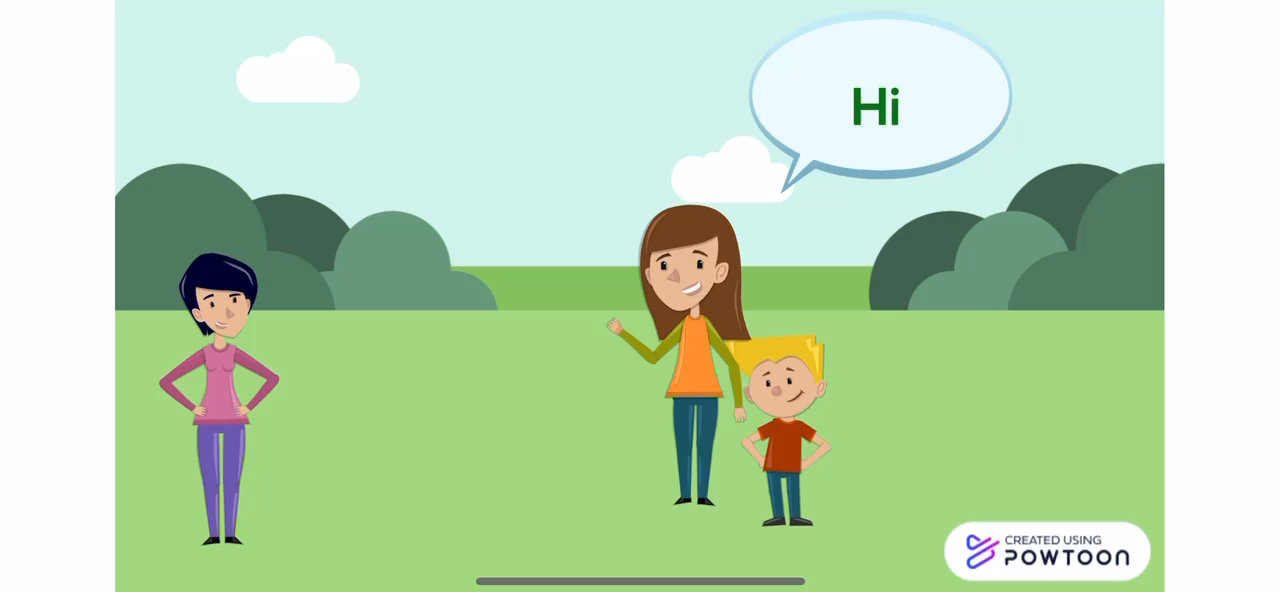 Hi
CREATED USING
POWTOON